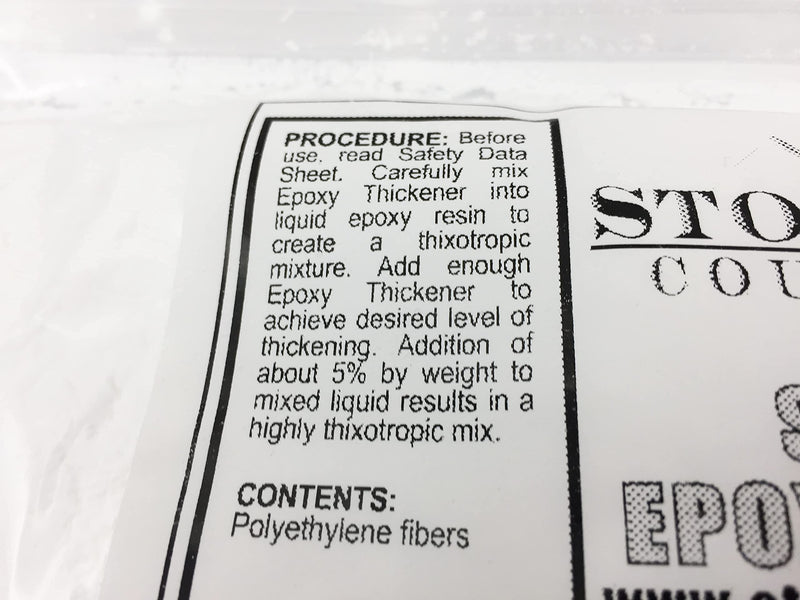 PROCEDURE: Before
use, read Safety Data
Sheet. Carefully mix
Epoxy Thickener into
liquid epoxy resin to
create a thixotropic
mixture. Add enough
Epoxy Thickener to
achieve desired level of
thickening. Addition of
about 5% by weight to
mixed liquid results in a
highly thixotropic mix.
CONTENTS:
Polyethylene fibers
STO
COU
EPO